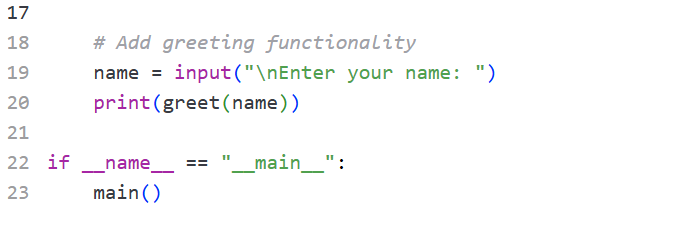 17
18     # Add greeting functionality
19     name = input("\nEnter your name: ")
20     print(greet(name))
21
22 if __name__ == "__main__":
23     main()